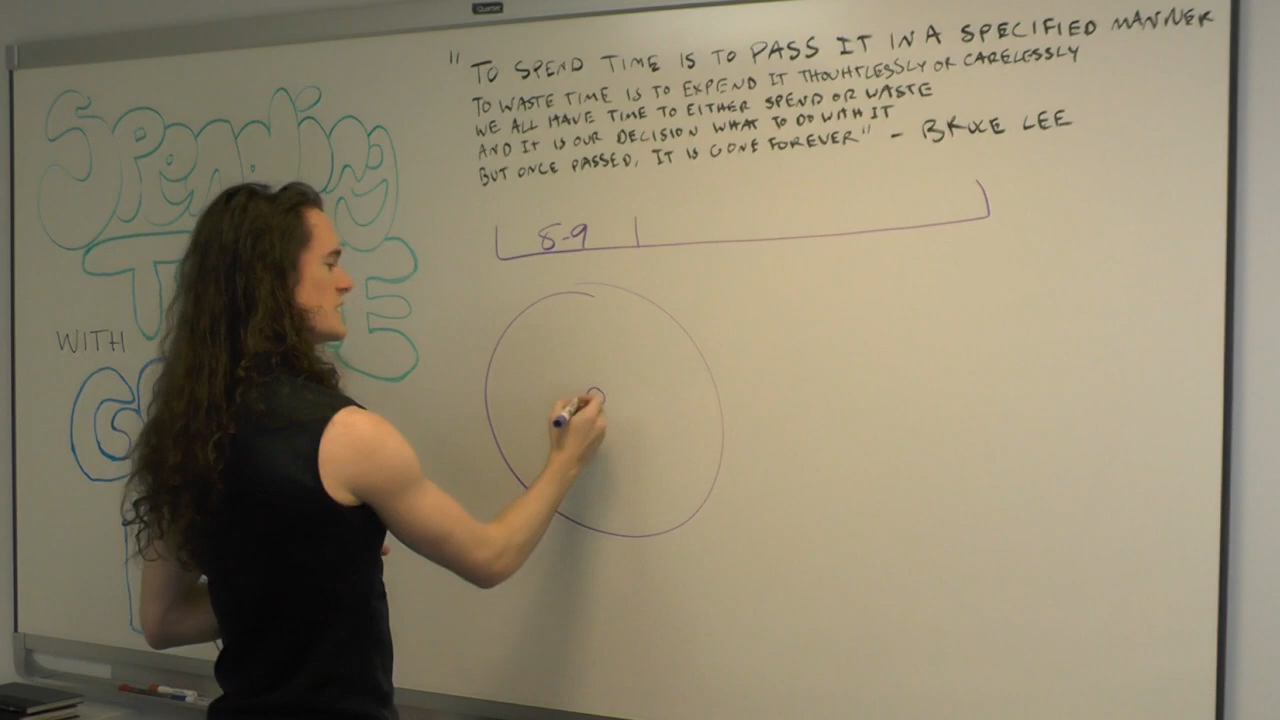 Quartet
" TO SPEND TIME IS TO PASS IT IN A SPECIFIED MANNER
TO WASTE TIME IS TO EXPEND IT THOUHTLESSLY OR CARELESSLY
WE ALL HAVE TIME TO EITHER SPEND OR WASTE
AND IT IS OUR DECISION WHAT TO DO WITH IT
BUT ONCE PASSED, IT IS GONE FOREVER" - BRUCE LEE
Spending
WITH
8-9